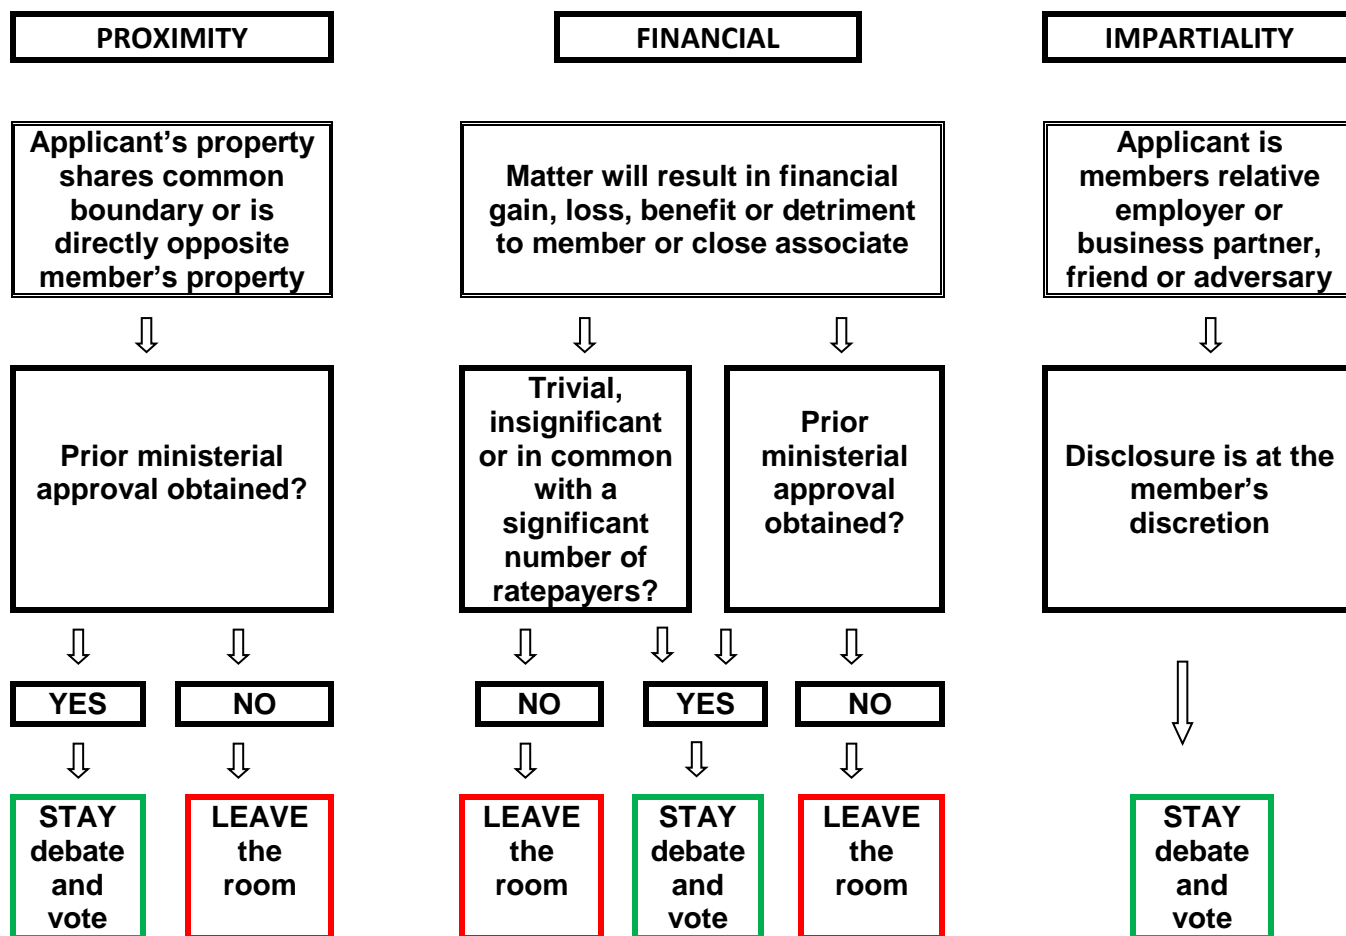 PROXIMITY
FINANCIAL
IMPARTIALITY
Applicant's property
shares common
boundary or is
directly opposite
member's property
Matter will result in financial
gain, loss, benefit or detriment
to member or close associate
Applicant is
members relative
employer or
business partner,
friend or adversary
Prior ministerial
approval obtained?
Trivial,
insignificant
or in common
with a
significant
number of
ratepayers?
Prior
ministerial
approval
obtained?
Disclosure is at the
member's
discretion
YES
NO
NO
YES
NO
STAY
debate
and
vote
LEAVE
the
room
LEAVE
the
room
STAY
debate
and
vote
LEAVE
the
room
STAY
debate
and
vote